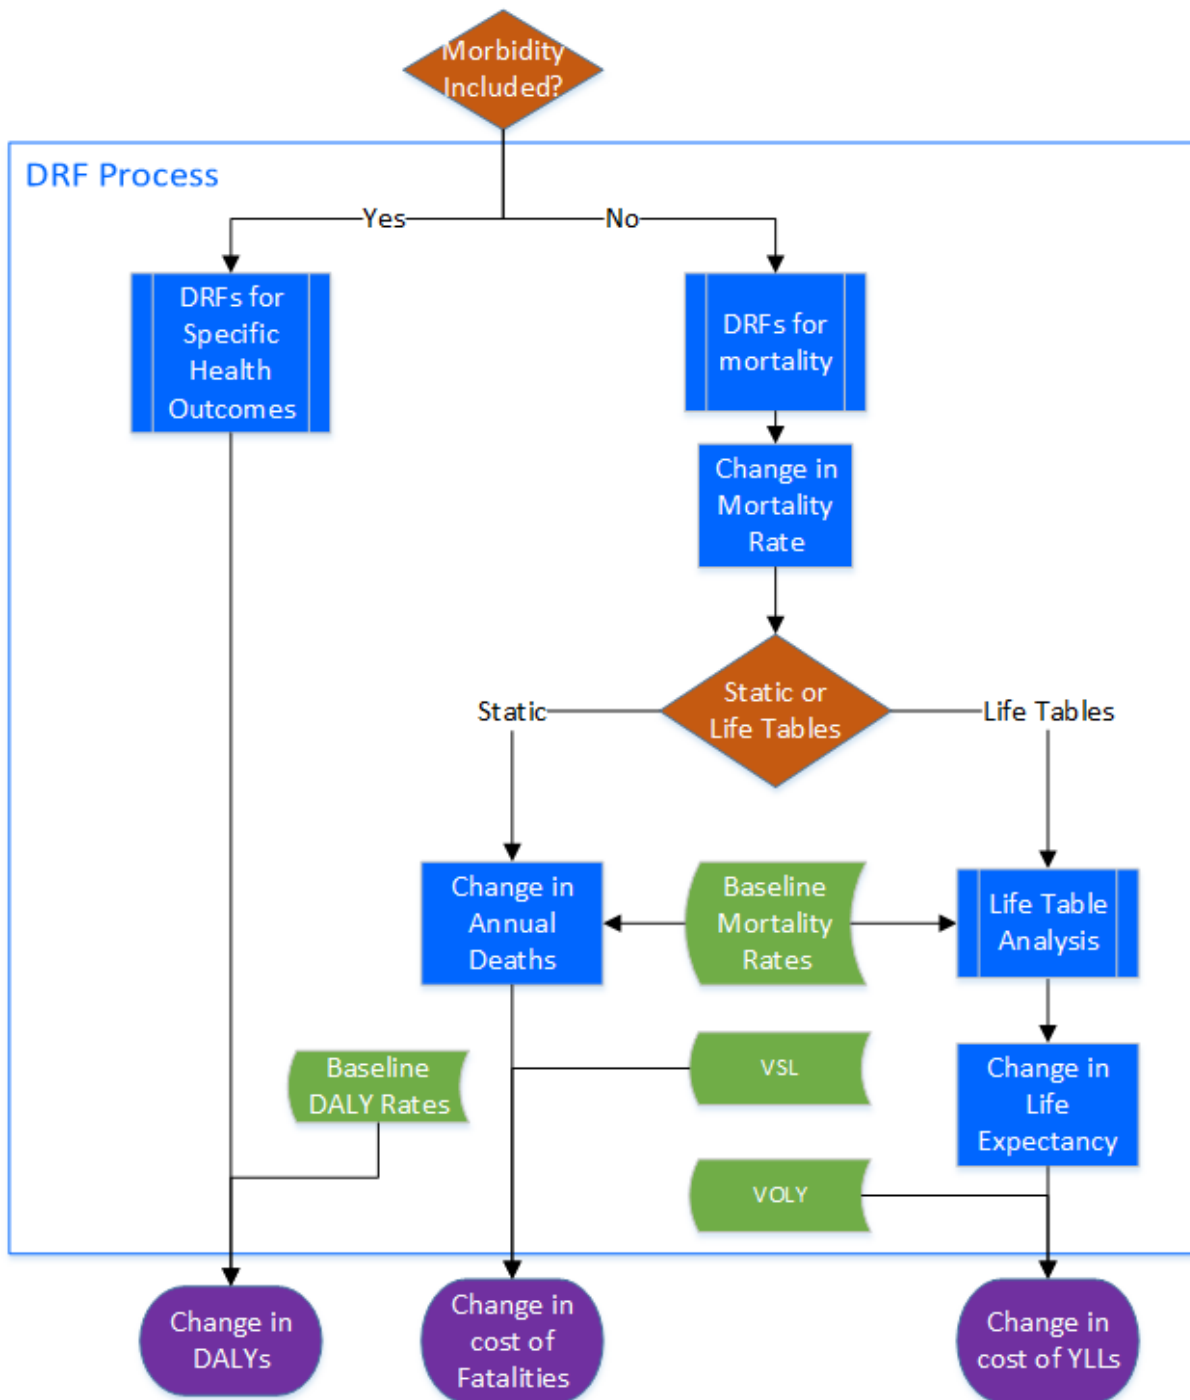 Morbidity
Included?
DRF Process
Yes
No
DRFs for
Specific
Health
Outcomes
DRFs for
mortality
Change in
Mortality
Rate
Static or
Life Tables
Static
Life Tables
Change in
Annual
Deaths
Baseline
Mortality
Rates
Life Table
Analysis
Baseline
DALY Rates
VSL
Change in
Life
Expectancy
VOLY
Change in
DALYs
Change in
cost of
Fatalities
Change in
cost of YLLs